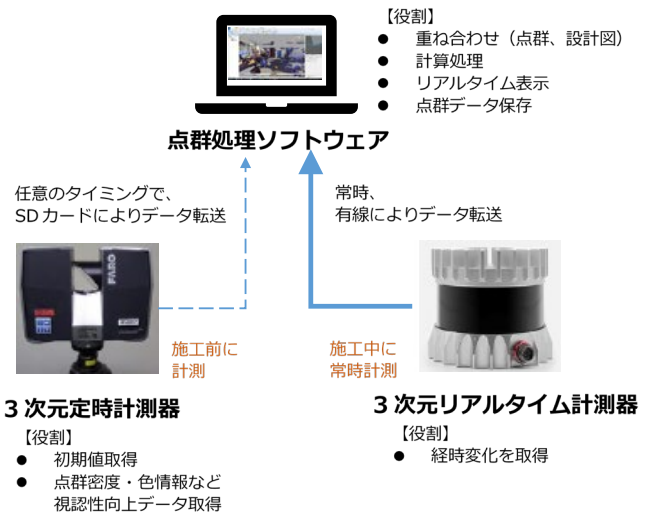 【役割】
● 重ね合わせ（点群、設計図）
● 計算処理
● リアルタイム表示
● 点群データ保存
点群処理ソフトウェア
任意のタイミングで、
SDカードによりデータ転送
常時、
有線によりデータ転送
FARO
施工前に
計測
施工中に
常時計測
3次元定時計測器
【役割】
● 初期値取得
● 点群密度・色情報など
視認性向上データ取得
3次元リアルタイム計測器
【役割】
● 経時変化を取得